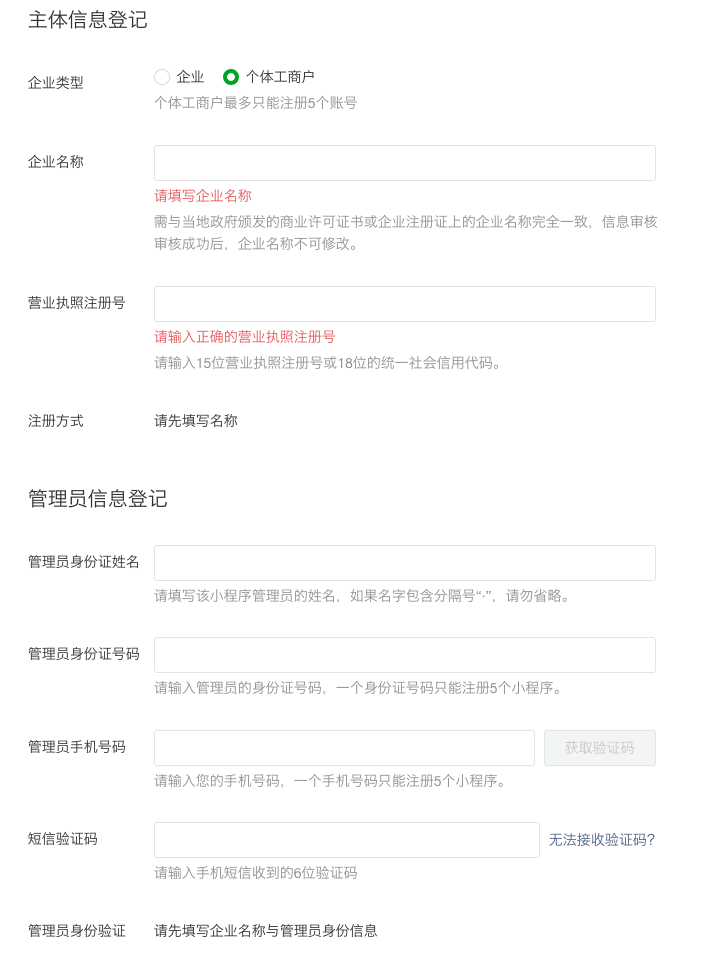 主体信息登记
企业类型
企业 个体工商户
个体工商户最多只能注册5个账号
企业名称
请填写企业名称
需与当地政府颁发的商业许可证书或企业注册证上的企业名称完全一致，信息审核
审核成功后，企业名称不可修改。
营业执照注册号
请输入正确的营业执照注册号
请输入15位营业执照注册号或18位的统一社会信用代码。
注册方式 请先填写名称
管理员信息登记
管理员身份证姓名
请填写该小程序管理员的姓名，如果名字包含分隔号“·”，请勿省略。
管理员身份证号码
请输入管理员的身份证号码，一个身份证号码只能注册5个小程序。
管理员手机号码 获取验证码
请输入您的手机号码，一个手机号码只能注册5个小程序。
短信验证码 无法接收验证码?
请输入手机短信收到的6位验证码
管理员身份验证 请先填写企业名称与管理员身份信息